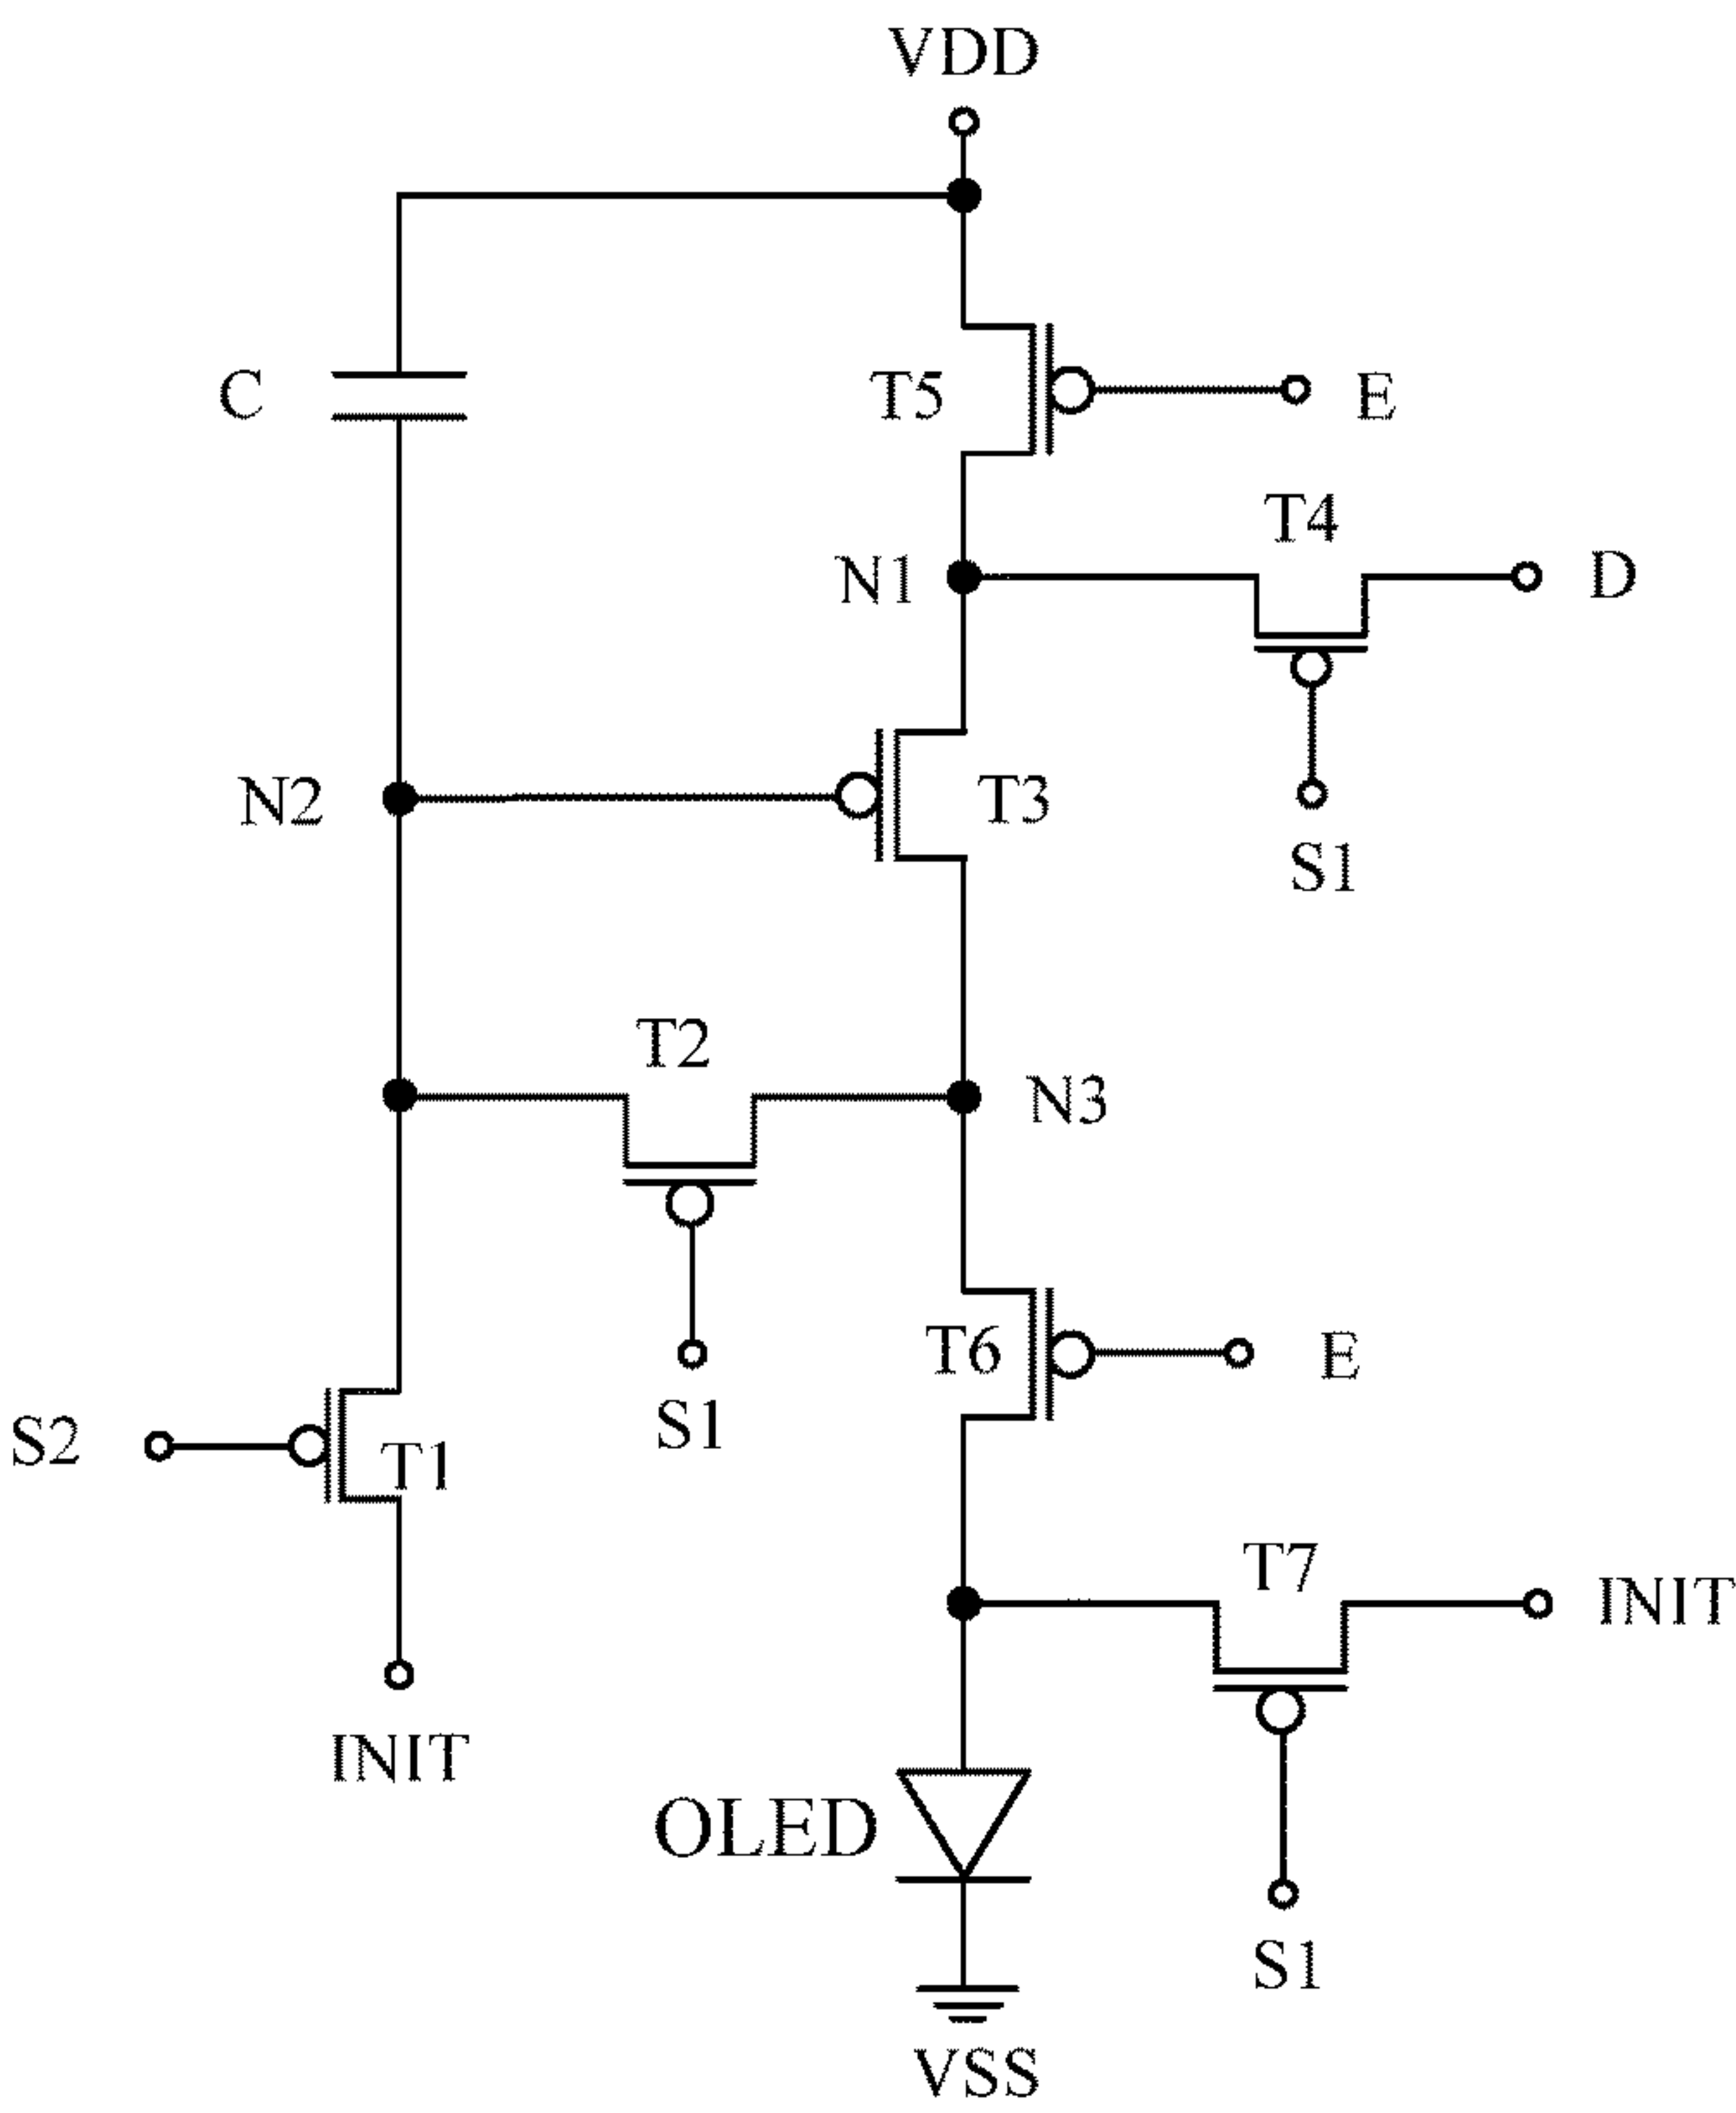 VDD
C
T5
E
T4
N1
D
N2
T3
S1
T2
N3
T6
E
S1
S2
T1
T7
INIT
INIT
OLED
S1
VSS